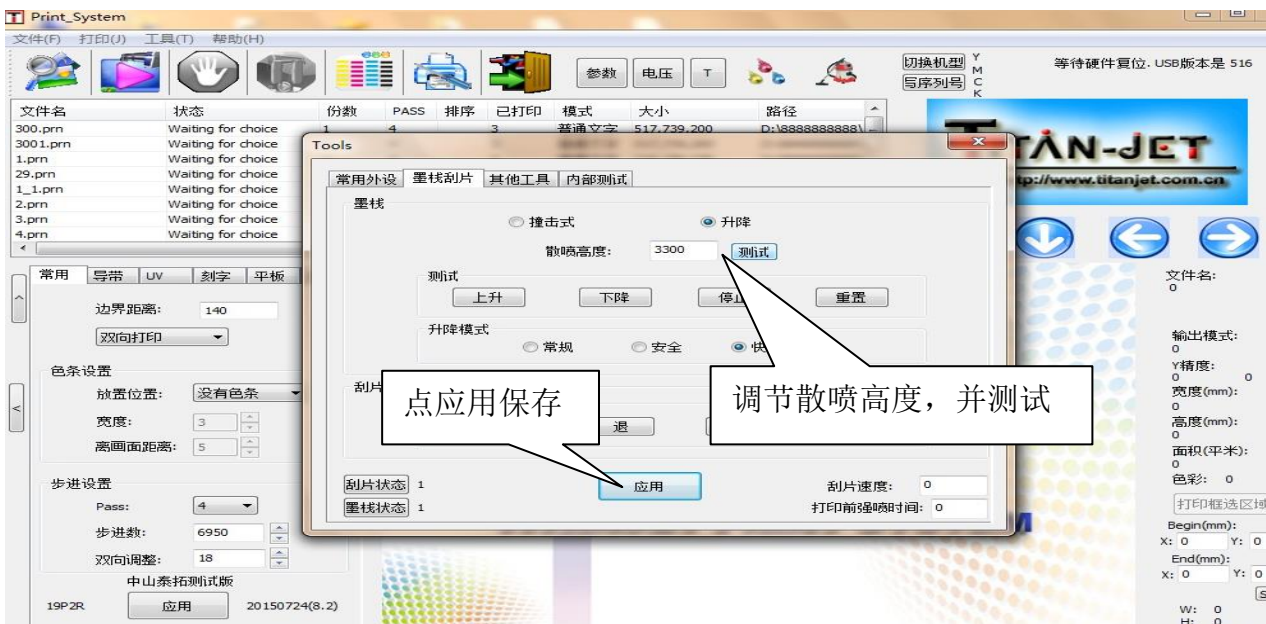 Print_System
文件(F) 打印(J) 工具(T) 帮助(H)
参数 电压 T 切换机型 写序列号
Y
M
C
K
等待硬件复位. USB版本是 516
文件名 状态 份数 PASS 排序 已打印 模式 大小 路径
300.prn Waiting for choice 1 4 3 普通文字 517,739,200 D:\8888888888\
3001.prn Waiting for choice
1.prn Waiting for choice
29.prn Waiting for choice
1_1.prn Waiting for choice
2.prn Waiting for choice
3.prn Waiting for choice
4.prn Waiting for choice
TITAN-JET
tp://www.titanjet.com.cn
常用 导带 UV 刻字 平板
边界距离: 140
双向打印
色条设置
放置位置: 没有色条
宽度: 3
离画面距离: 5
步进设置
Pass: 4
步进数: 6950
双向调整: 18
中山泰拓测试版
19P2R 应用 20150724(8.2)
Tools
常用外设 墨栈刮片 其他工具 内部测试
墨栈
撞击式 升降
散喷高度: 3300 测试
测试
上升 下降 重置
升降模式
常规 安全
刮片
退
点应用保存
调节散喷高度，并测试
刮片状态 1 应用 刮片速度: 0
墨栈状态 1 打印前强喷时间: 0
文件名:
0
输出模式:
0
Y精度:
0 0
宽度(mm):
0
高度(mm):
0
面积(平米):
0
色彩: 0
打印框选区域
Begin(mm):
X: 0 Y: 0
End(mm):
X: 0 Y: 0
W: 0
H: 0